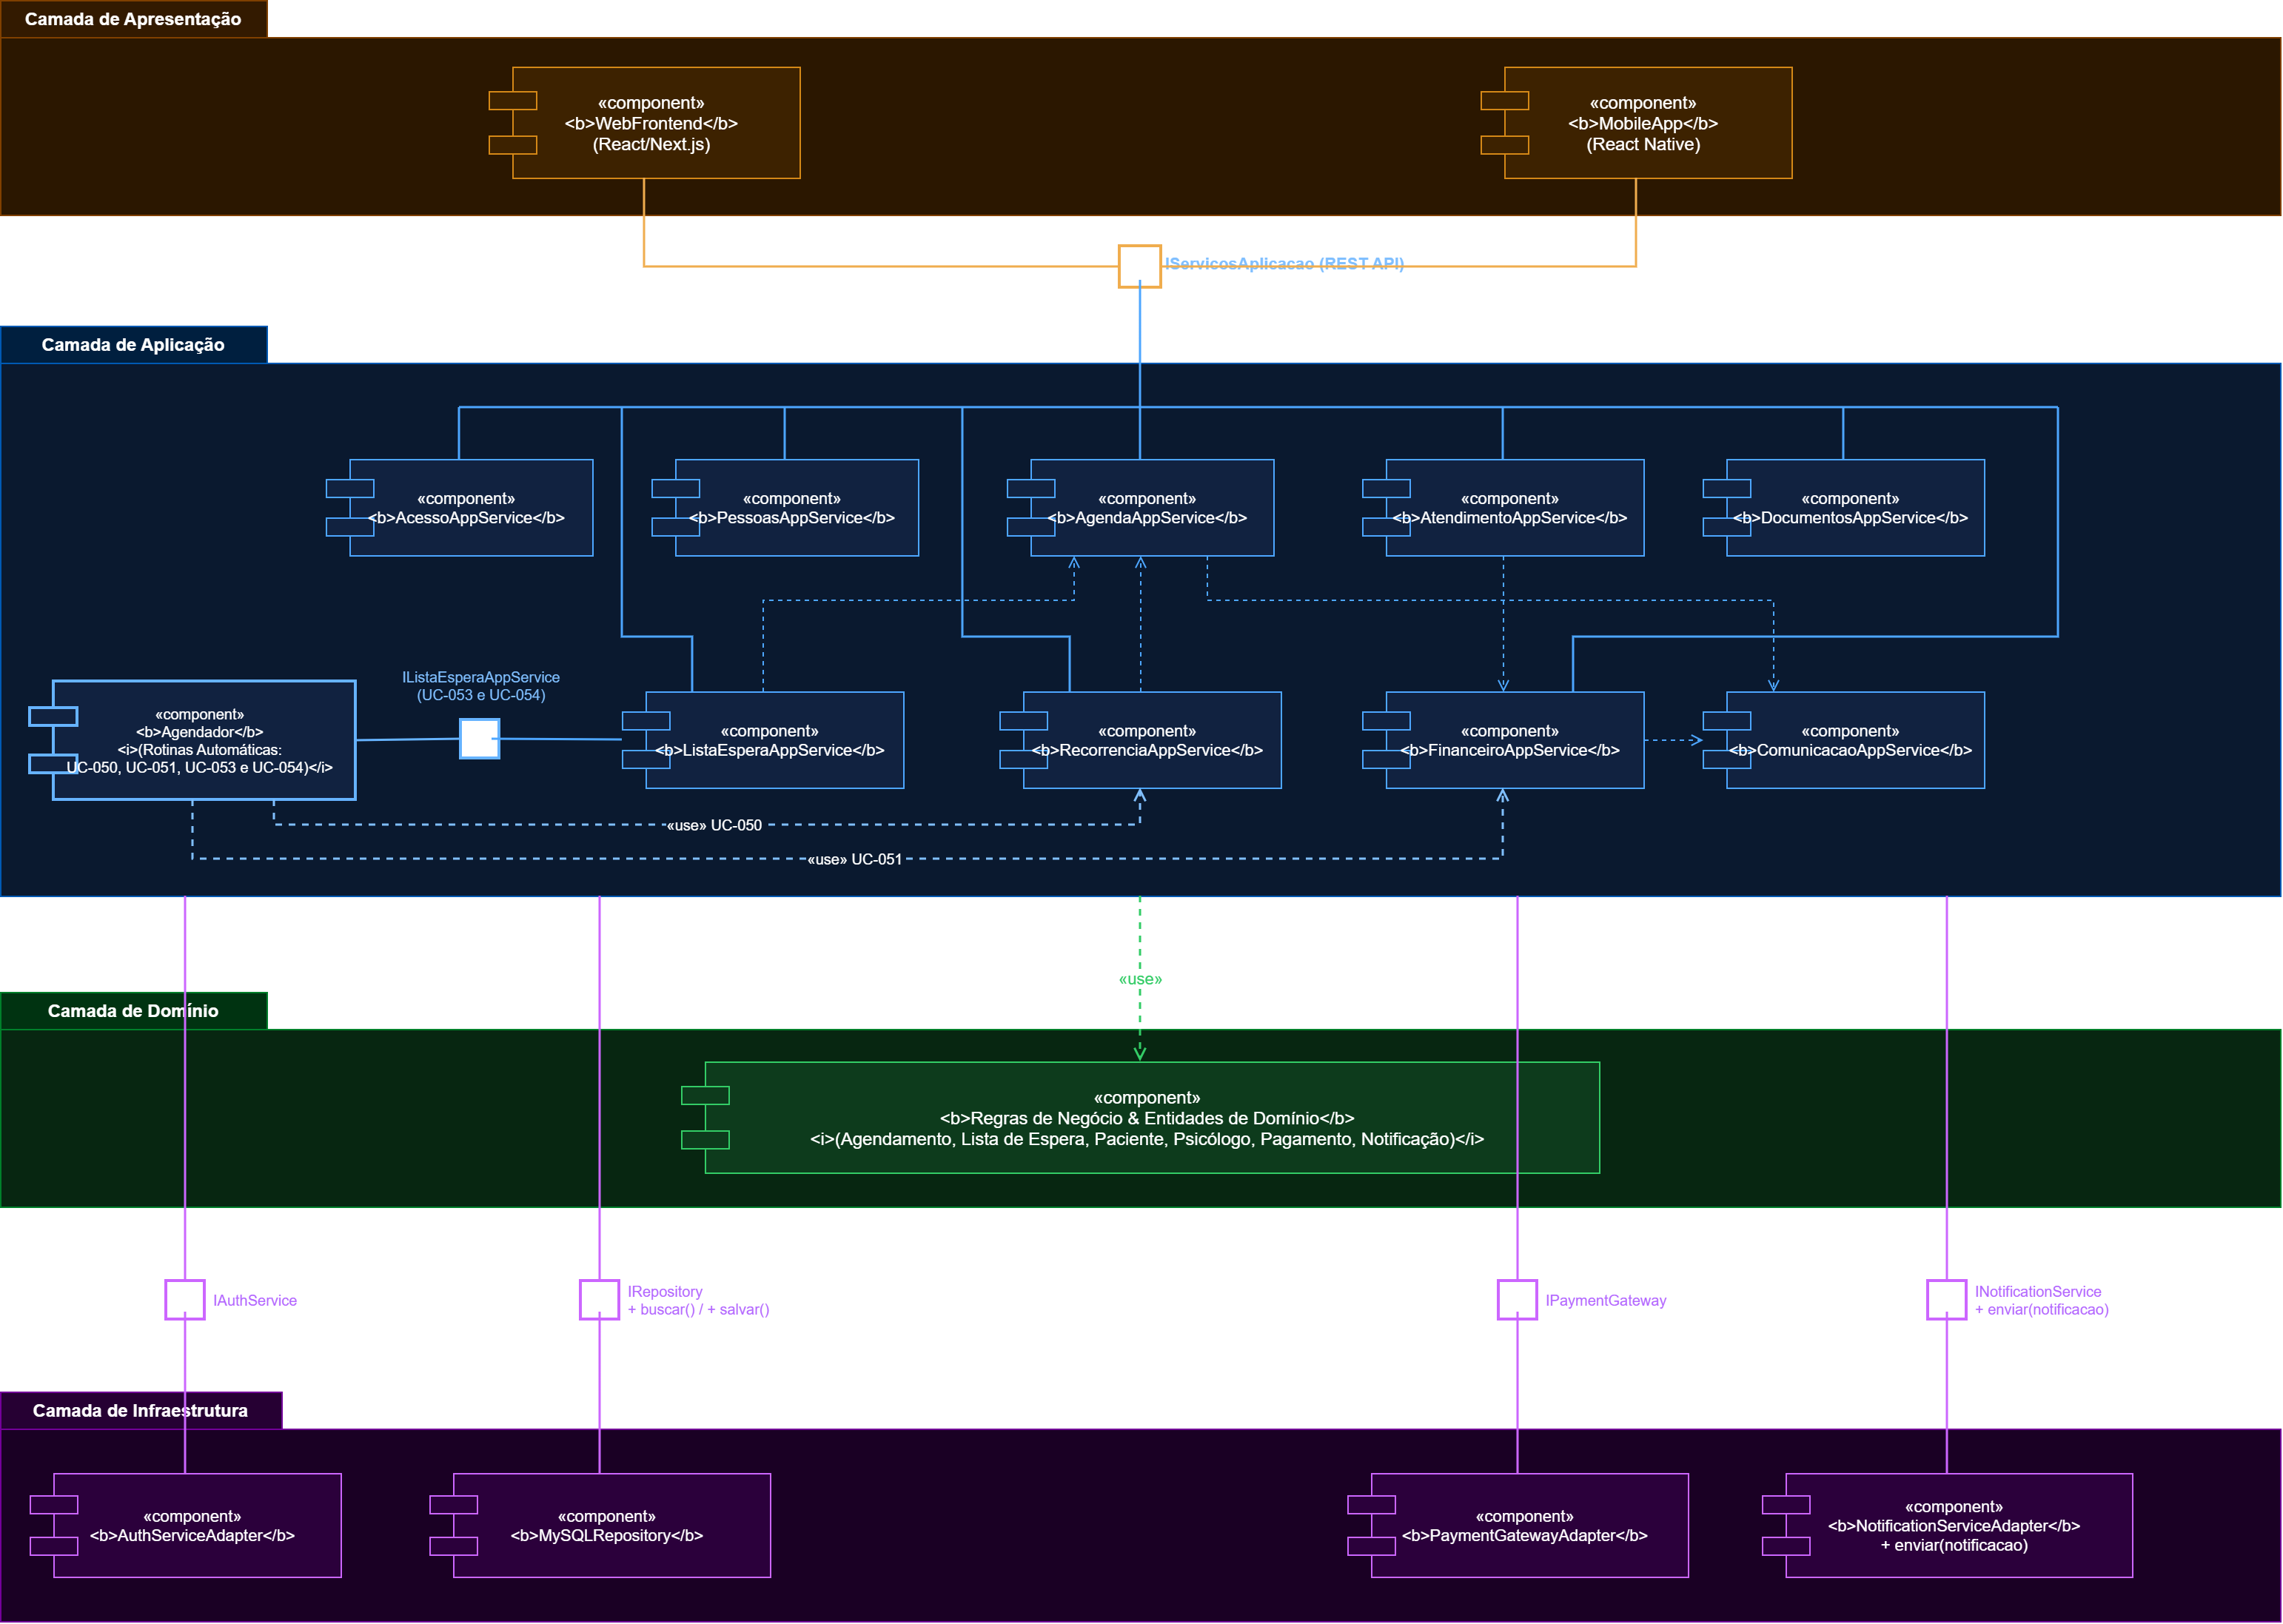 Camada de Apresentação
«component»
<b>WebFrontend</b>
(React/Next.js)
«component»
<b>MobileApp</b>
(React Native)
IServicosAplicacao (REST API)
Camada de Aplicação
«component»
<b>AcessoAppService</b>
«component»
<b>PessoasAppService</b>
«component»
<b>AgendaAppService</b>
«component»
<b>AtendimentoAppService</b>
«component»
<b>DocumentosAppService</b>
IListaEsperaAppService
(UC-053 e UC-054)
«component»
<b>Agendador</b>
<i>(Rotinas Automáticas:
UC-050, UC-051, UC-053 e UC-054)</i>
«component»
<b>ListaEsperaAppService</b>
«component»
<b>RecorrenciaAppService</b>
«component»
<b>FinanceiroAppService</b>
«component»
<b>ComunicacaoAppService</b>
«use» UC-050
«use» UC-051
«use»
Camada de Domínio
«component»
<b>Regras de Negócio & Entidades de Domínio</b>
<i>(Agendamento, Lista de Espera, Paciente, Psicólogo, Pagamento, Notificação)</i>
IAuthService
IRepository
+ buscar() / + salvar()
IPaymentGateway
INotificationService
+ enviar(notificacao)
Camada de Infraestrutura
«component»
<b>AuthServiceAdapter</b>
«component»
<b>MySQLRepository</b>
«component»
<b>PaymentGatewayAdapter</b>
«component»
<b>NotificationServiceAdapter</b>
+ enviar(notificacao)